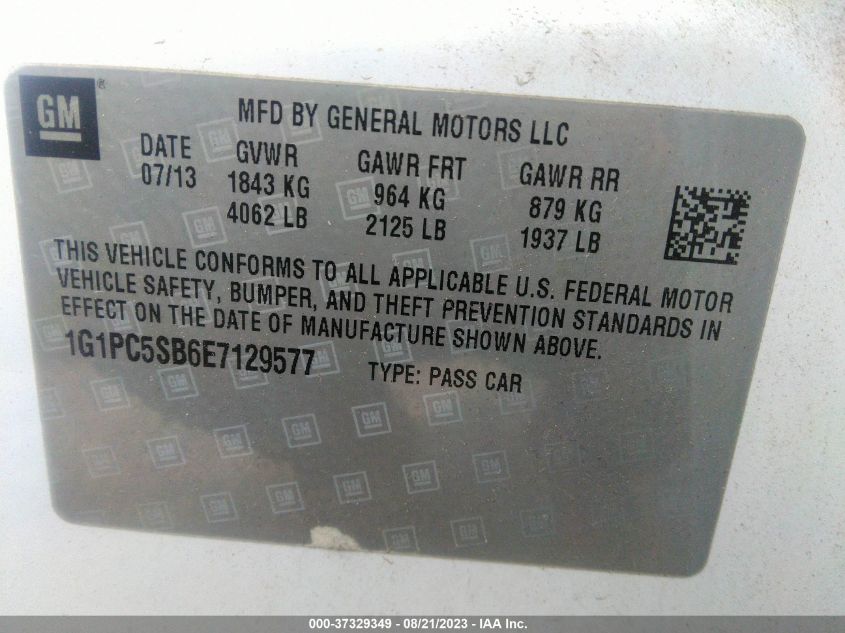 GM ®
MFD BY GENERAL MOTORS LLC
DATE GVWR GAWR FRT GAWR RR
07/13 1843 KG 964 KG 879 KG
4062 LB 2125 LB 1937 LB
THIS VEHICLE CONFORMS TO ALL APPLICABLE U.S. FEDERAL MOTOR
VEHICLE SAFETY, BUMPER, AND THEFT PREVENTION STANDARDS IN
EFFECT ON THE DATE OF MANUFACTURE SHOWN ABOVE.
1G1PC5SB6E7129577 TYPE: PASS CAR
000-37329349 - 08/21/2023 - IAA Inc.